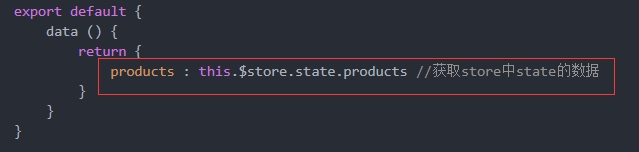 export default {
data () {
return {
products : this.$store.state.products //获取store中state的数据
}
}
}